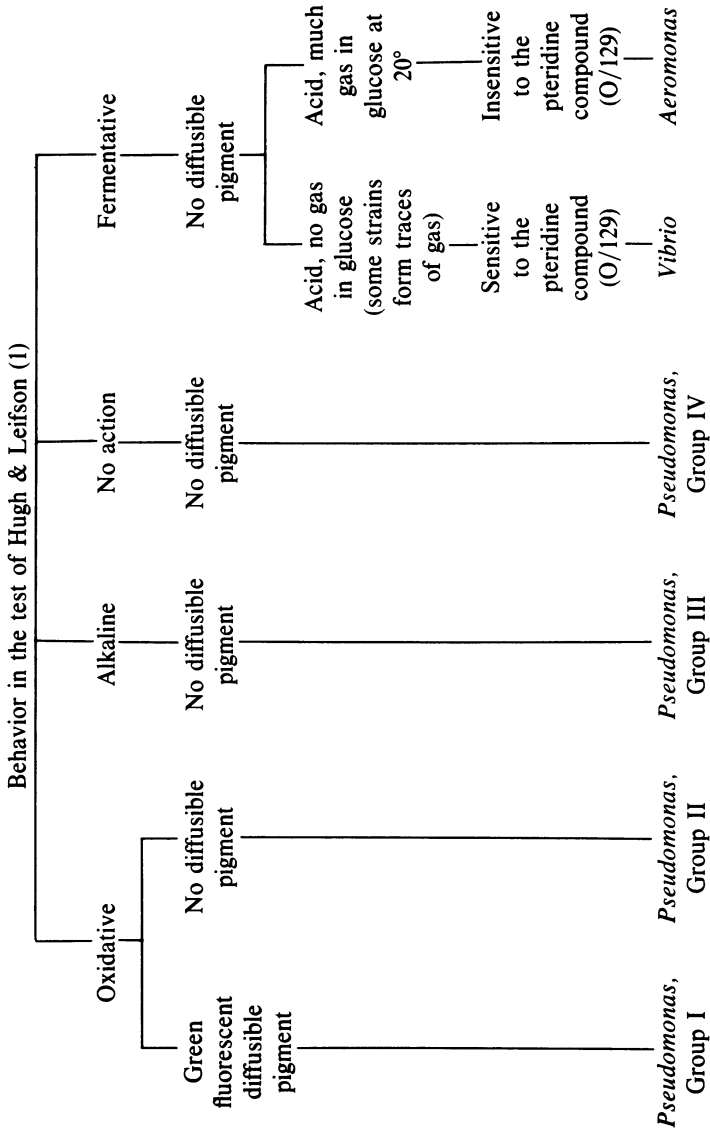 Behavior in the test of Hugh & Leifson (1)
Oxidative
Alkaline
No action
Fermentative
Green
fluorescent
diffusible
pigment
No diffusible
pigment
No diffusible
pigment
No diffusible
pigment
No diffusible
pigment
Acid, no gas
in glucose
(some strains
form traces
of gas)
Acid, much
gas in
glucose at
20°
Sensitive
to the
pteridine
compound
(O/129)
Insensitive
to the
pteridine
compound
(O/129)
Pseudomonas,
Group I
Pseudomonas,
Group II
Pseudomonas,
Group III
Pseudomonas,
Group IV
Vibrio
Aeromonas